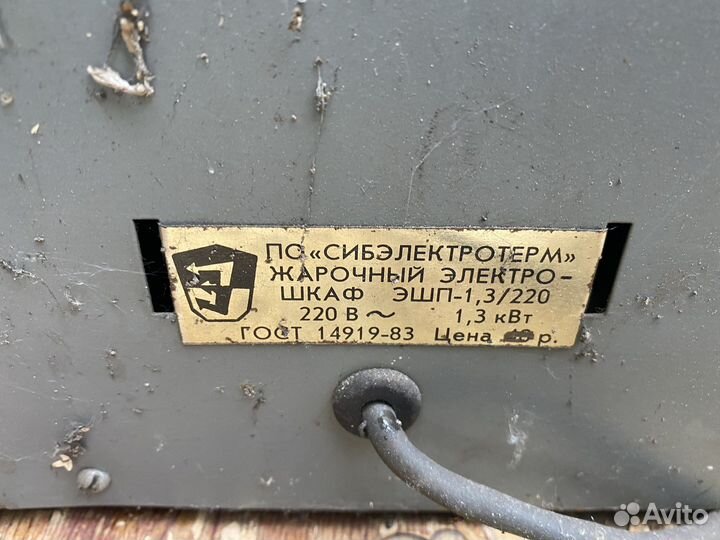 ПО «СИБЭЛЕКТРОТЕРМ»
ЖАРОЧНЫЙ ЭЛЕКТРО-
ШКАФ ЭШП-1,3/220
220 В ~ 1,3 кВт
ГОСТ 14919-83 Цена р.
Avito